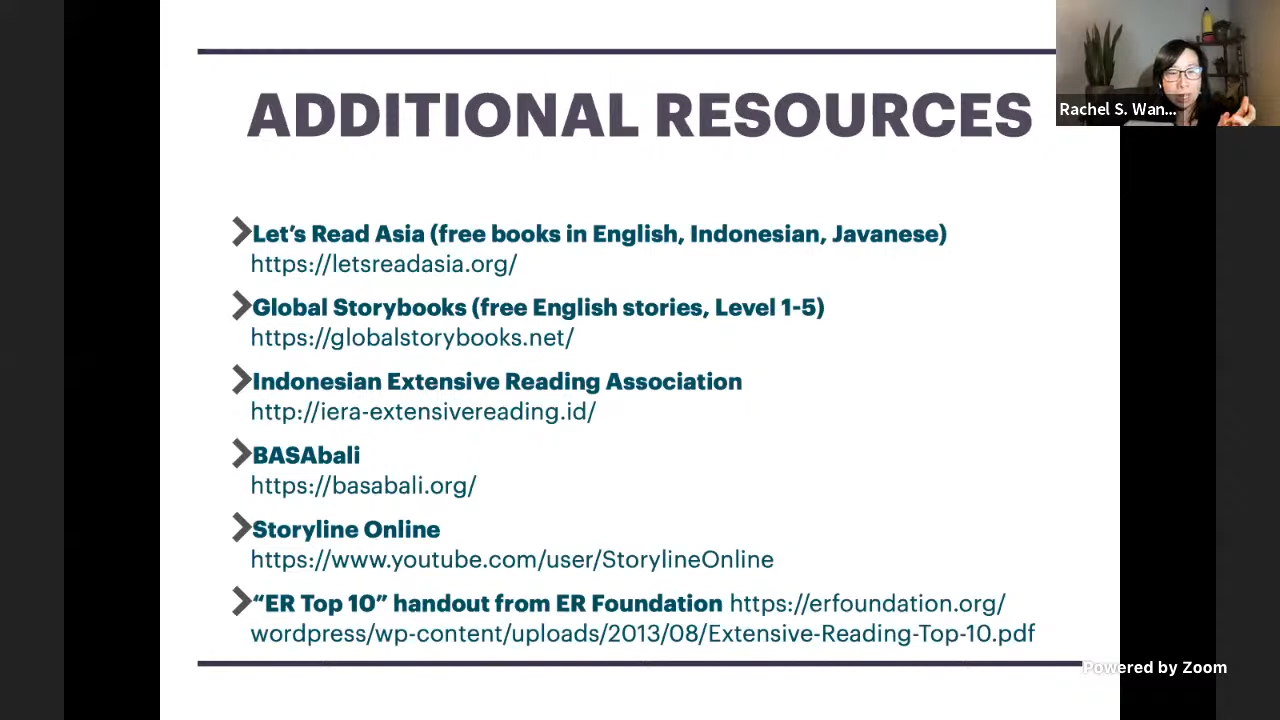 ADDITIONAL RESOURCES
Rachel S. Wan...
Let's Read Asia (free books in English, Indonesian, Javanese)
https://letsreadasia.org/
Global Storybooks (free English stories, Level 1-5)
https://globalstorybooks.net/
Indonesian Extensive Reading Association
http://iera-extensivereading.id/
BASAbali
https://basabali.org/
Storyline Online
https://www.youtube.com/user/StorylineOnline
“ER Top 10” handout from ER Foundation https://erfoundation.org/
wordpress/wp-content/uploads/2013/08/Extensive-Reading-Top-10.pdf
Powered by Zoom